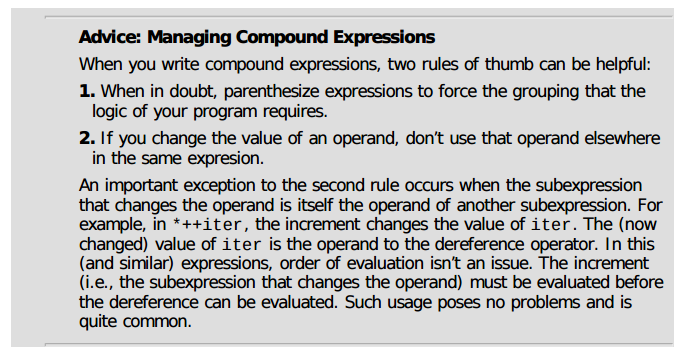 Advice: Managing Compound Expressions
When you write compound expressions, two rules of thumb can be helpful:
1. When in doubt, parenthesize expressions to force the grouping that the
logic of your program requires.
2. If you change the value of an operand, don’t use that operand elsewhere
in the same expresion.
An important exception to the second rule occurs when the subexpression
that changes the operand is itself the operand of another subexpression. For
example, in *++iter, the increment changes the value of iter. The (now
changed) value of iter is the operand to the dereference operator. In this
(and similar) expressions, order of evaluation isn’t an issue. The increment
(i.e., the subexpression that changes the operand) must be evaluated before
the dereference can be evaluated. Such usage poses no problems and is
quite common.